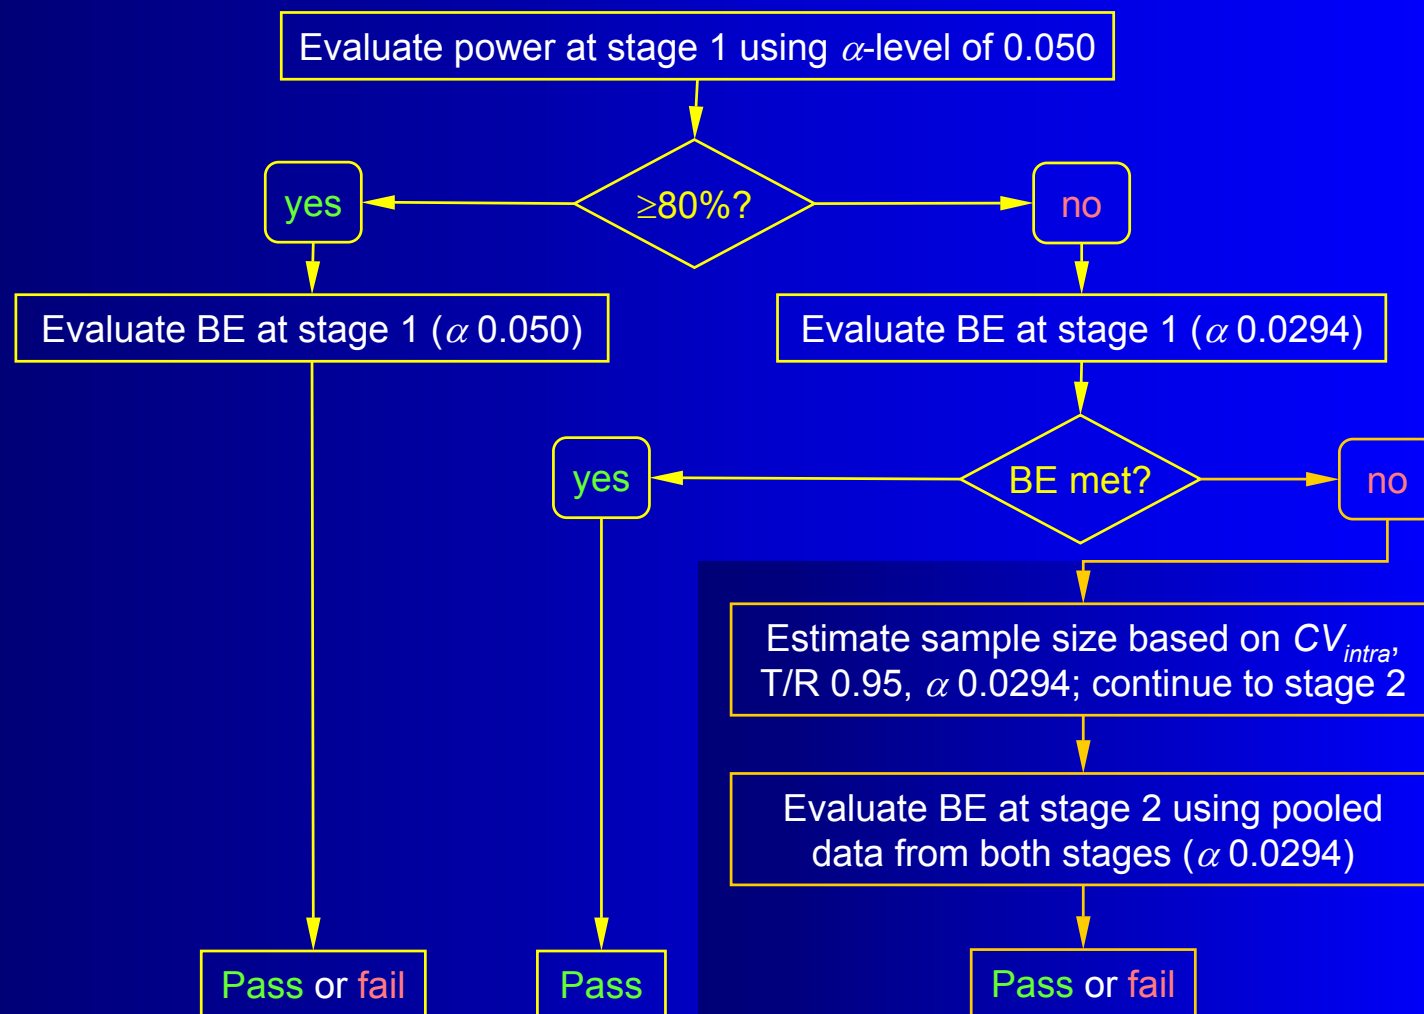 Evaluate power at stage 1 using α-level of 0.050
≥80%?
yes
no
Evaluate BE at stage 1 (α 0.050)
Evaluate BE at stage 1 (α 0.0294)
BE met?
yes
no
Estimate sample size based on CVintra,
T/R 0.95, α 0.0294; continue to stage 2
Evaluate BE at stage 2 using pooled
data from both stages (α 0.0294)
Pass or fail
Pass
Pass or fail